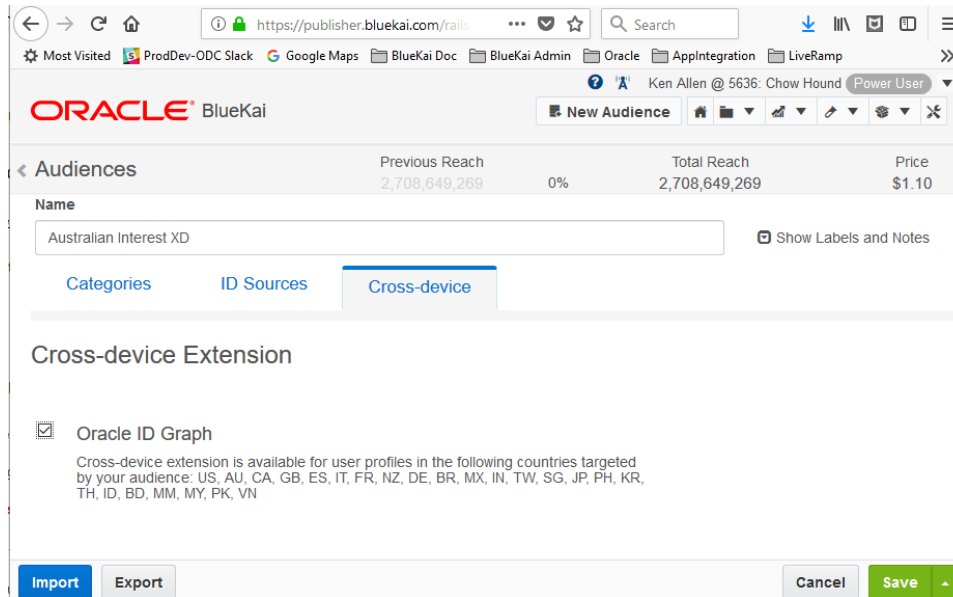 https://publisher.bluekai.com/rails
Search
Most Visited ProdDev-ODC Slack Google Maps BlueKai Doc BlueKai Admin Oracle AppIntegration LiveRamp
Ken Allen @ 5636: Chow Hound Power User
ORACLE BlueKai
New Audience
Audiences
Previous Reach Total Reach Price
2,708,649,269 0% 2,708,649,269 $1.10
Name
Australian Interest XD
Show Labels and Notes
Categories ID Sources Cross-device
Cross-device Extension
Oracle ID Graph
Cross-device extension is available for user profiles in the following countries targeted
by your audience: US, AU, CA, GB, ES, IT, FR, NZ, DE, BR, MX, IN, TW, SG, JP, PH, KR,
TH, ID, BD, MM, MY, PK, VN
Import Export Cancel Save